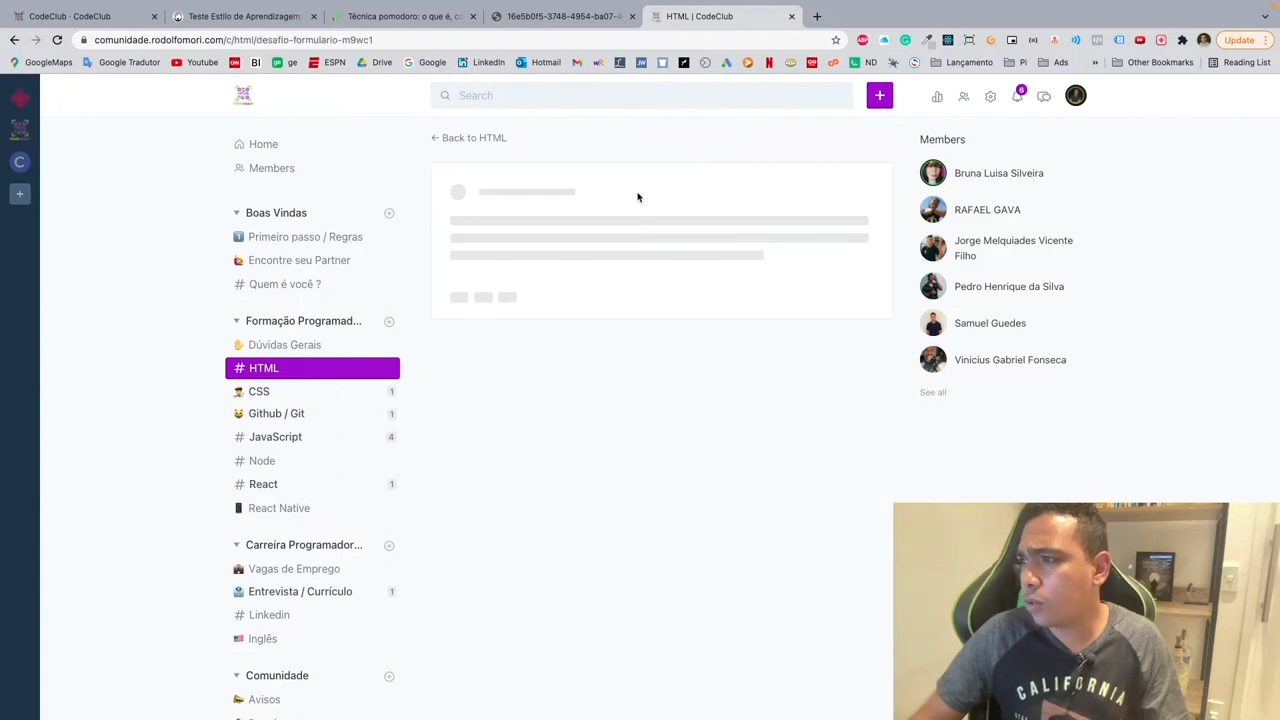 CodeClub · CodeClub
Teste Estilo de Aprendizagem
Técnica pomodoro: o que é, c
16e5b0f5-3748-4954-ba07-4
HTML | CodeClub
comunidade.rodolfomori.com/c/html/desafio-formulario-m9wc1
Update
GoogleMaps
Google Tradutor
Youtube
BI
ge
ESPN
Drive
Google
LinkedIn
Hotmail
ND
Lançamento
Pi
Ads
Other Bookmarks
Reading List
Search
6
C
Home
Members
← Back to HTML
Boas Vindas
Primeiro passo / Regras
Encontre seu Partner
# Quem é você ?
Formação Programad...
Dúvidas Gerais
# HTML
CSS 1
Github / Git 1
# JavaScript 4
# Node
# React 1
React Native
Carreira Programador...
Vagas de Emprego
Entrevista / Currículo 1
# Linkedin
Inglês
Comunidade
Avisos
Members
Bruna Luisa Silveira
RAFAEL GAVA
Jorge Melquiades Vicente
Filho
Pedro Henrique da Silva
Samuel Guedes
Vinicius Gabriel Fonseca
See all
CALIFORNIA